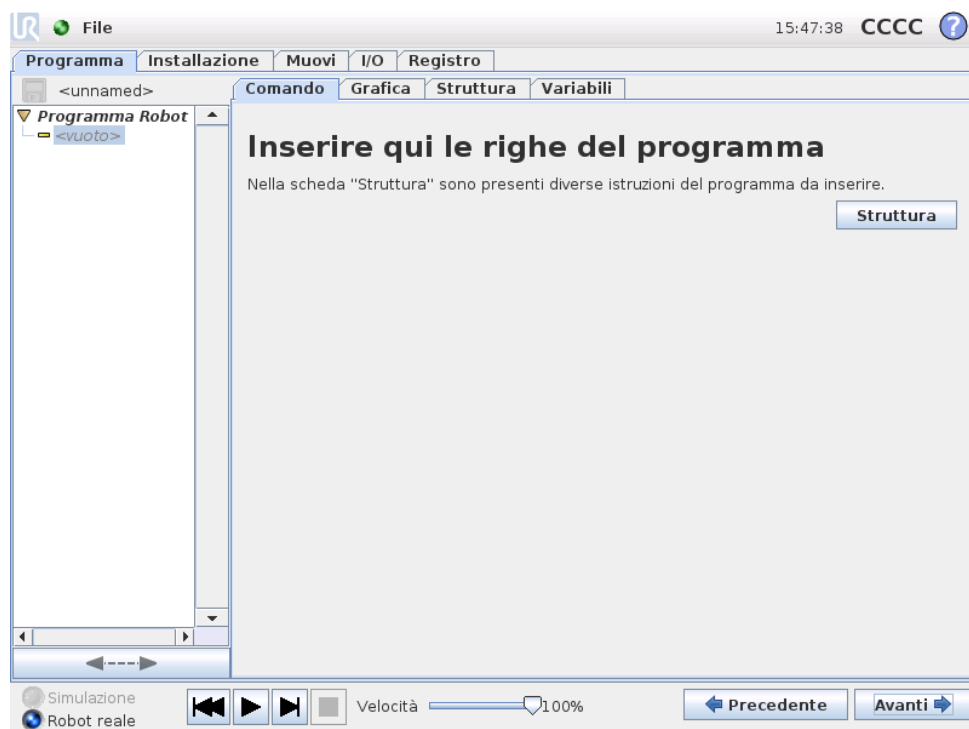 UR File 15:47:38 CCCC ?
Programma Installazione Muovi I/O Registro
<unnamed> Comando Grafica Struttura Variabili
Programma Robot
<vuoto>
Inserire qui le righe del programma
Nella scheda "Struttura" sono presenti diverse istruzioni del programma da inserire.
Struttura
Simulazione
Robot reale
Velocità 100% Precedente Avanti